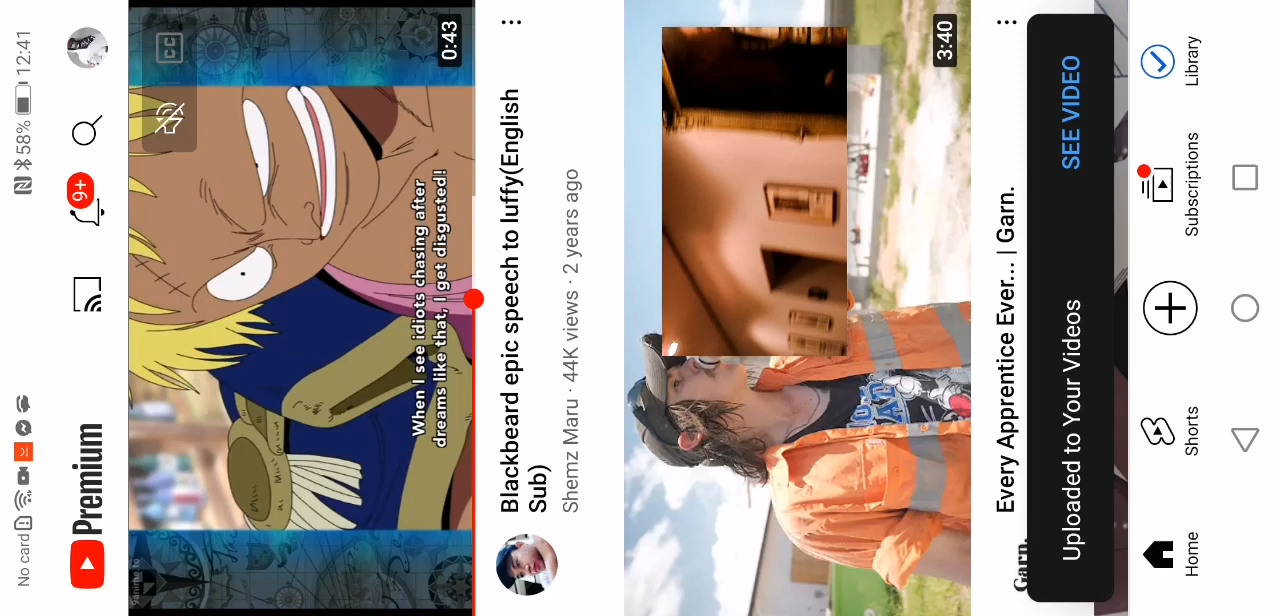 No card
58%
12:41
Premium
9+
CC
When I see idiots chasing after
dreams like that, I get disgusted!
0:43
Blackbeard epic speech to luffy(English
Sub)
Shemz Maru · 44K views · 2 years ago
3:40
Every Apprentice Ever... | Garn.
Garn.
Uploaded to Your Videos
SEE VIDEO
Home
Shorts
Subscriptions
Library